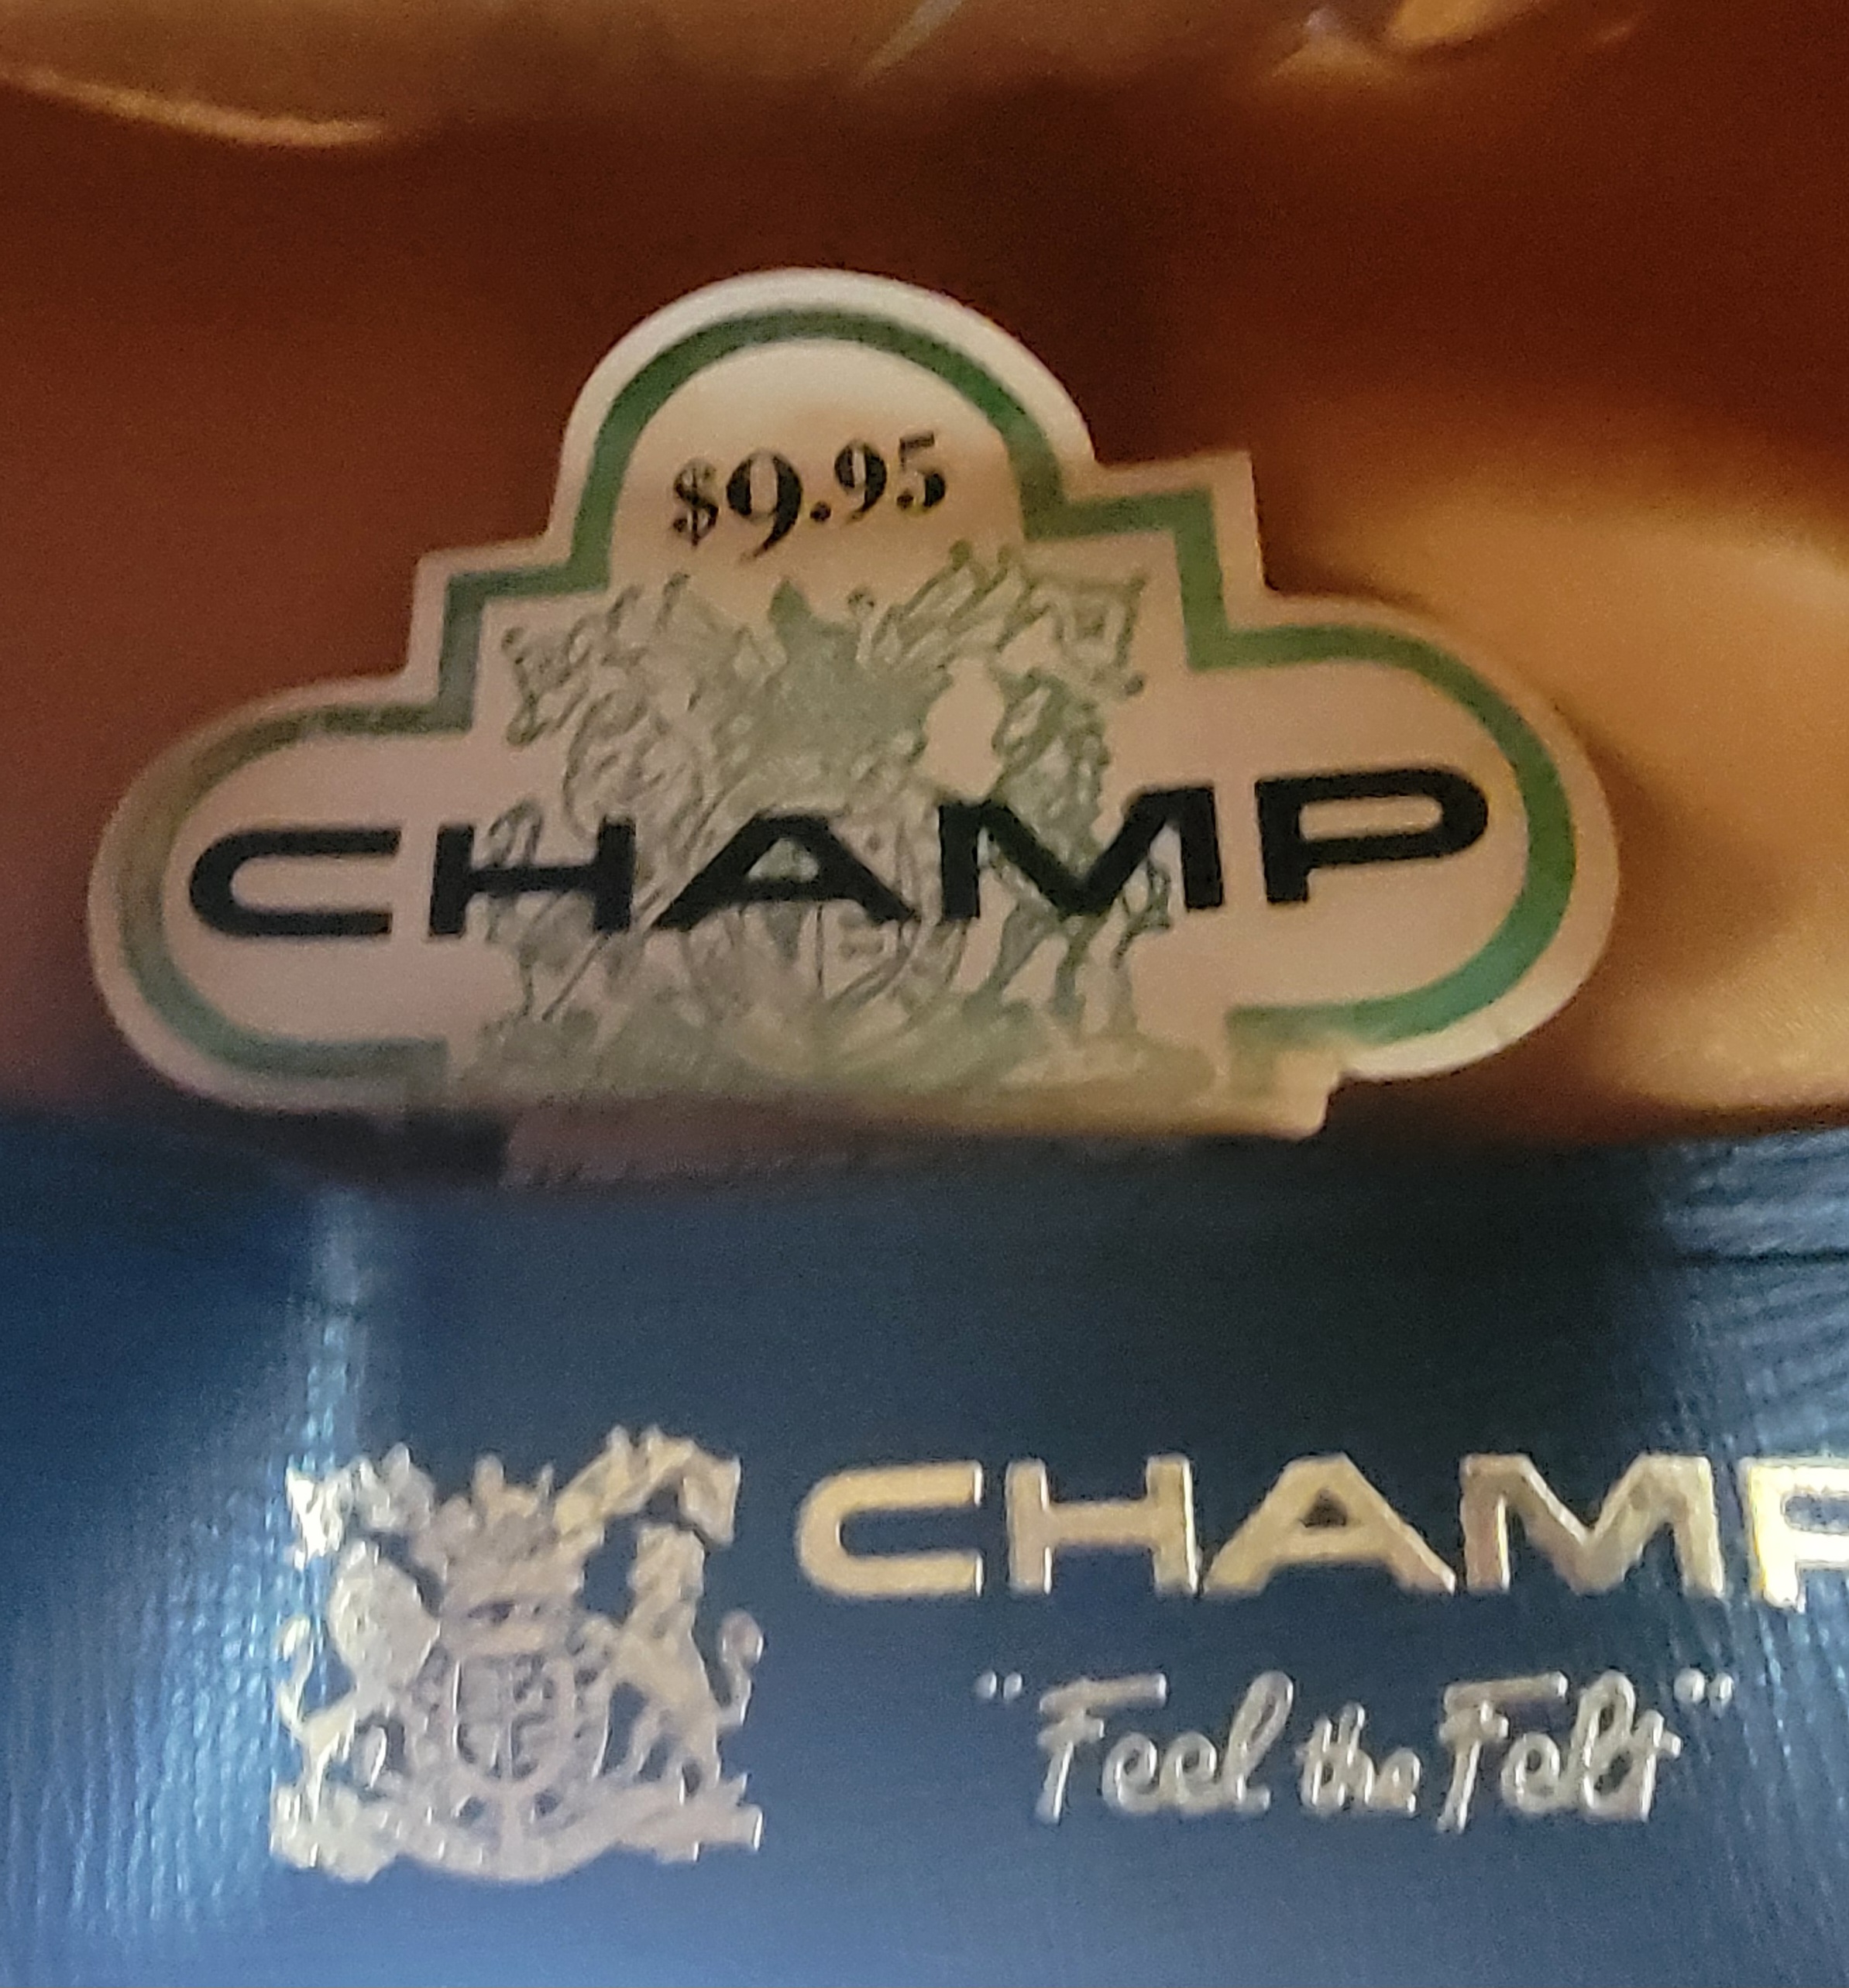 $9.95
CHAMP
CHAMP
"Feel the Felt"